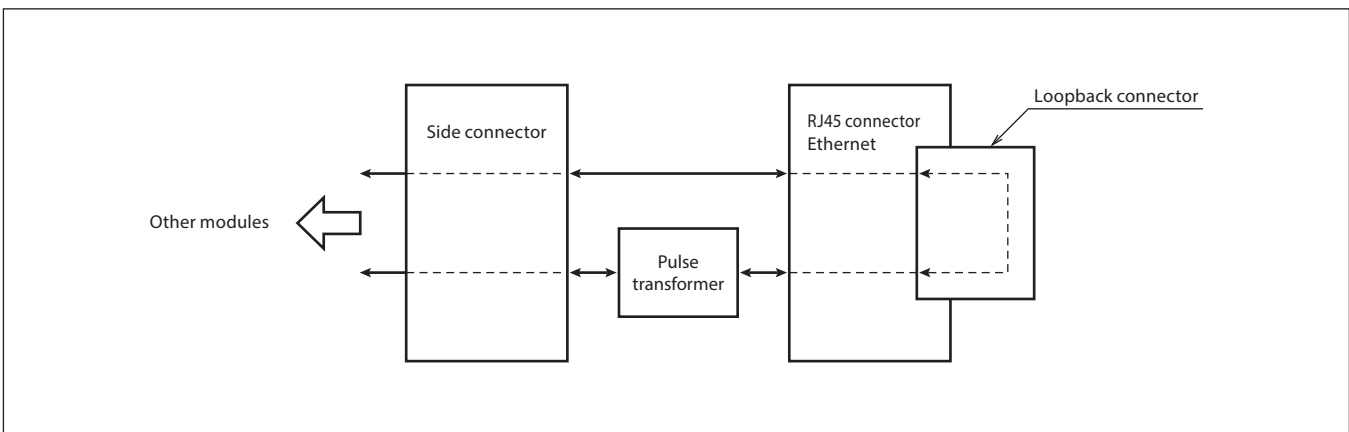 Loopback connector
RJ45 connector
Ethernet
Side connector
Other modules
Pulse
transformer